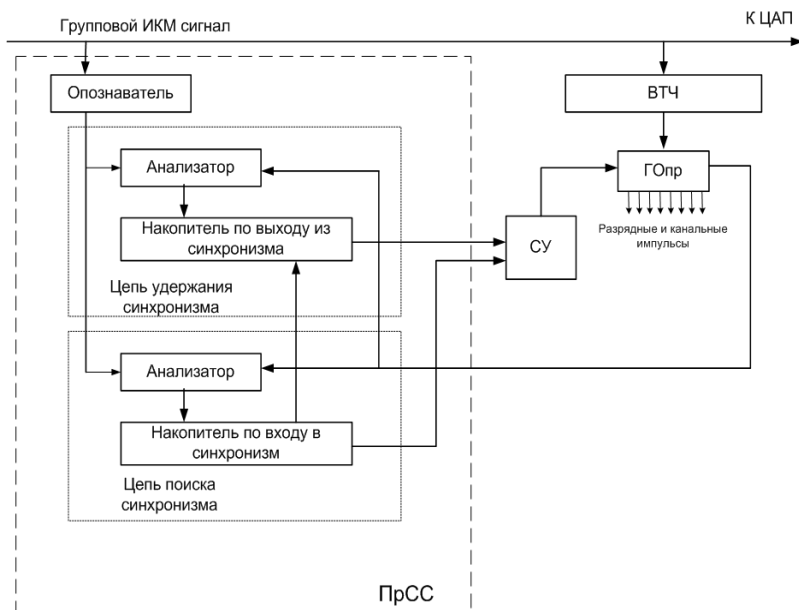 Групповой ИКМ сигнал
К ЦАП
Опознаватель
ВТЧ
Анализатор
ГОпр
Накопитель по выходу из
синхронизма
Разрядные и канальные
импульсы
СУ
Цепь удержания
синхронизма
Анализатор
Накопитель по входу в
синхронизм
Цепь поиска
синхронизма
ПрСС